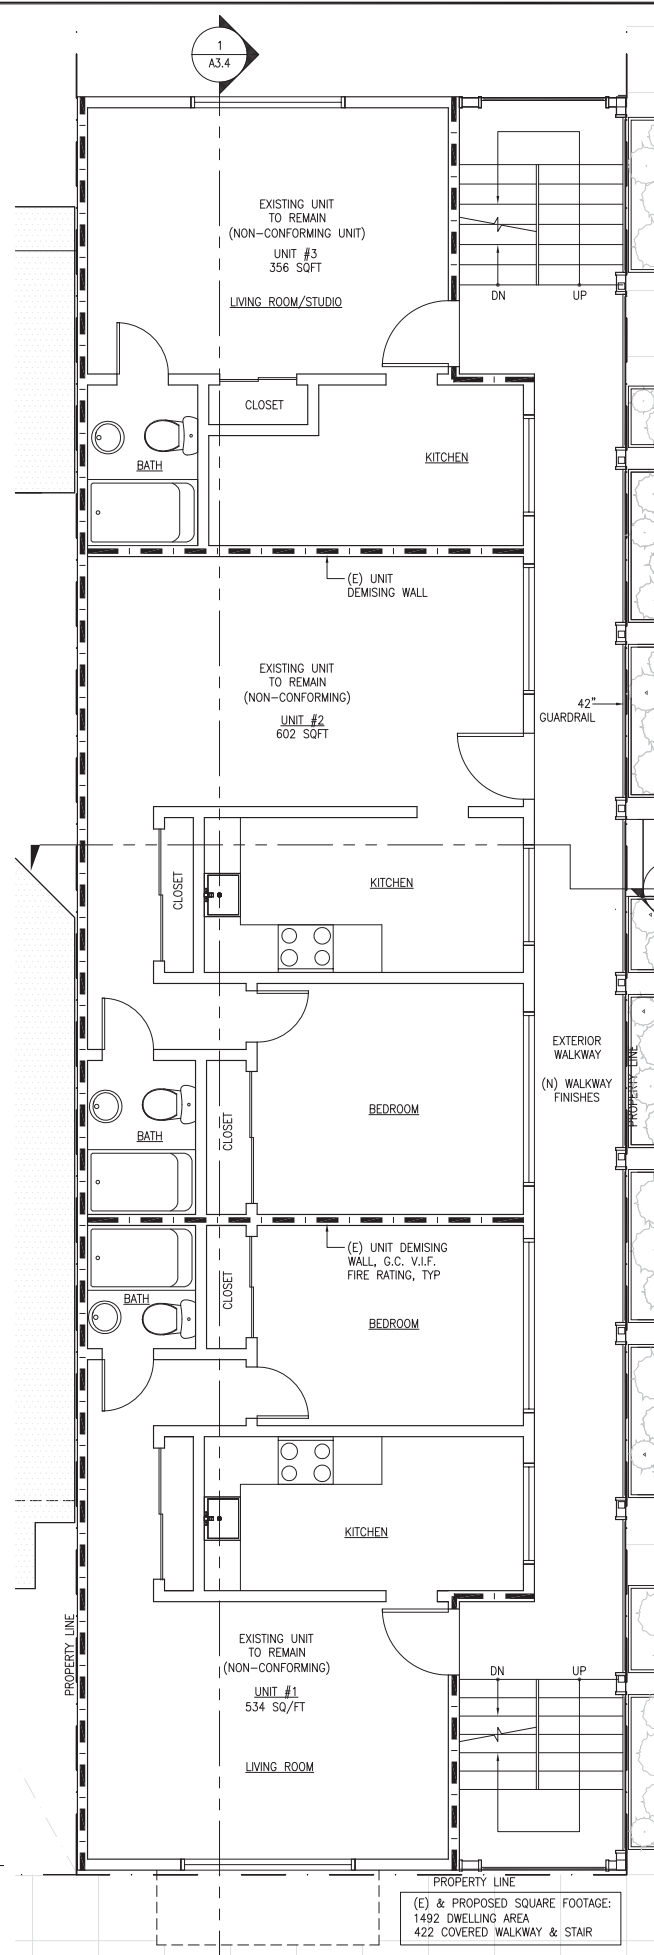 1
A3.4
EXISTING UNIT
TO REMAIN
(NON-CONFORMING UNIT)
UNIT #3
356 SQFT
LIVING ROOM/STUDIO
DN
UP
CLOSET
KITCHEN
BATH
(E) UNIT
DEMISING WALL
EXISTING UNIT
TO REMAIN
(NON-CONFORMING)
UNIT #2
602 SQFT
42"
GUARDRAIL
CLOSET
KITCHEN
EXTERIOR
WALKWAY
(N) WALKWAY
FINISHES
PROPERTY LINE
BEDROOM
CLOSET
BATH
(E) UNIT DEMISING
WALL, G.C. V.I.F.
FIRE RATING, TYP
CLOSET
BATH
BEDROOM
KITCHEN
EXISTING UNIT
TO REMAIN
(NON-CONFORMING)
UNIT #1
534 SQ/FT
PROPERTY LINE
DN
UP
LIVING ROOM
PROPERTY LINE
(E) & PROPOSED SQUARE FOOTAGE:
1492 DWELLING AREA
422 COVERED WALKWAY & STAIR